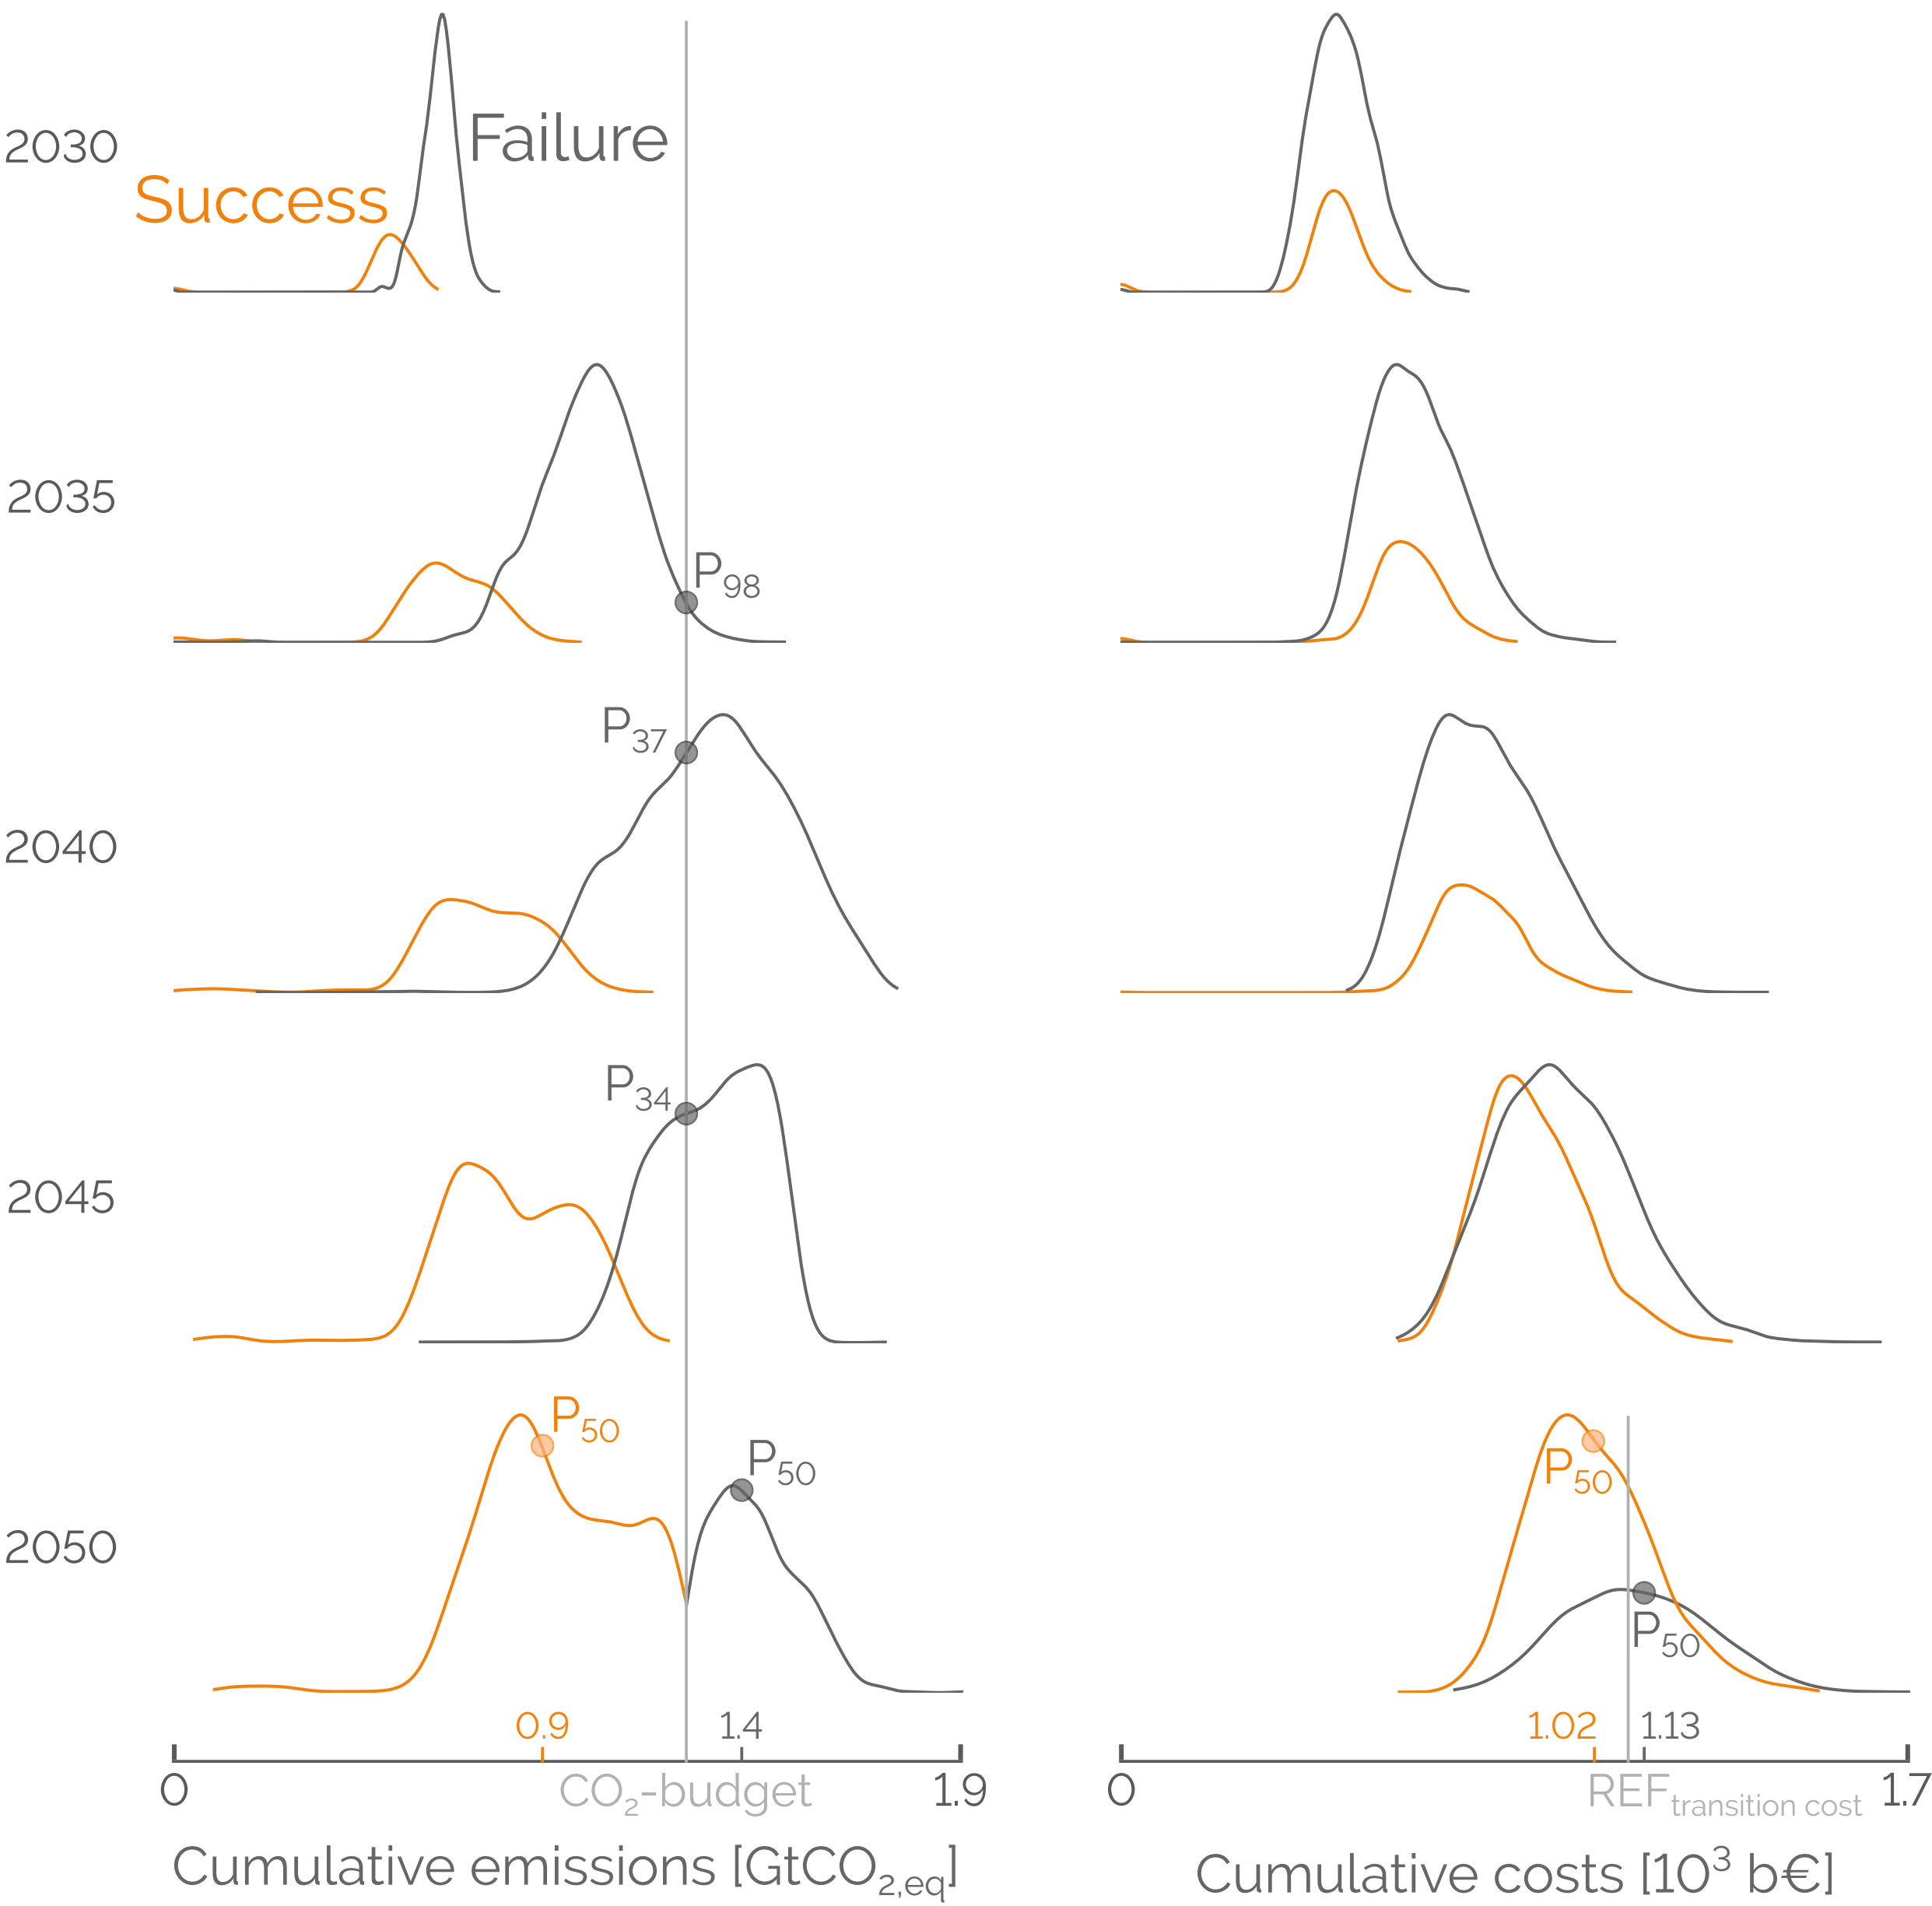 2030
Failure
Success
2035
P98
P37
2040
P34
2045
P50
P50
P50
P50
2050
0.9
1.4
1.02
1.13
0
CO2-budget
1.9
0
REFtransition cost
1.7
Cumulative emissions [GtCO2,eq]
Cumulative costs [10³ b€]